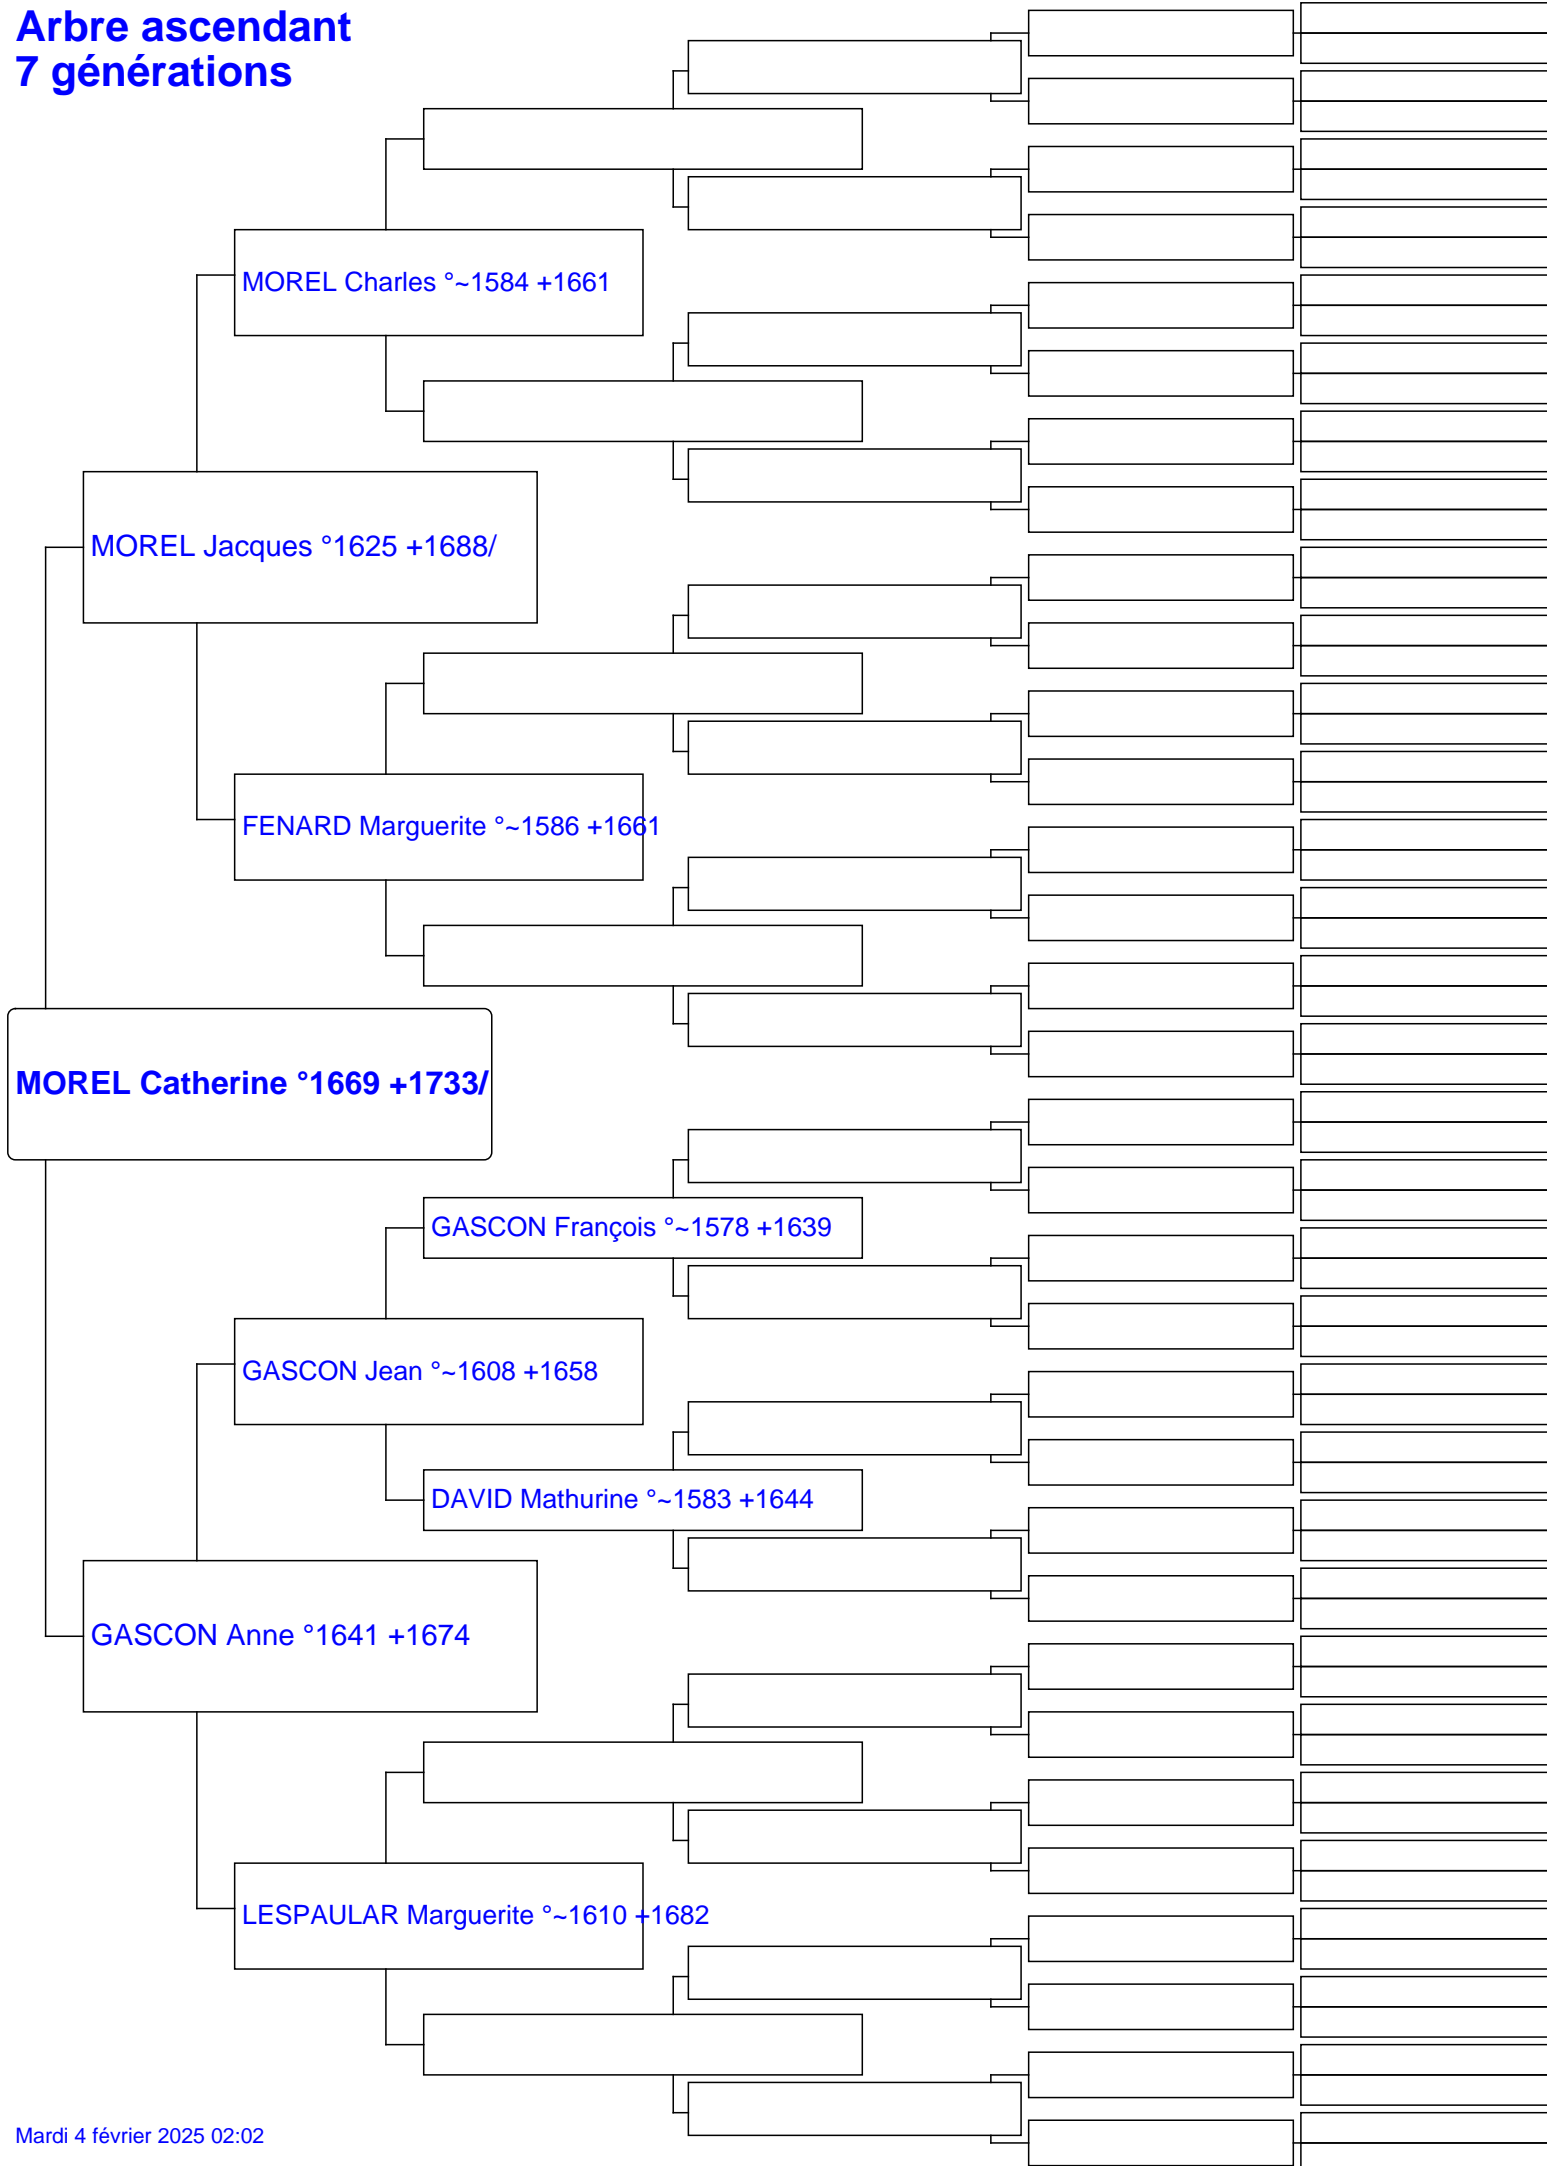 Arbre ascendant
7 générations
MOREL Charles °~1584 +1661
MOREL Jacques °1625 +1688/
FENARD Marguerite °~1586 +1661
MOREL Catherine °1669 +1733/
GASCON François °~1578 +1639
GASCON Jean °~1608 +1658
DAVID Mathurine °~1583 +1644
GASCON Anne °1641 +1674
LESPAULAR Marguerite °~1610 +1682
Mardi 4 février 2025 02:02